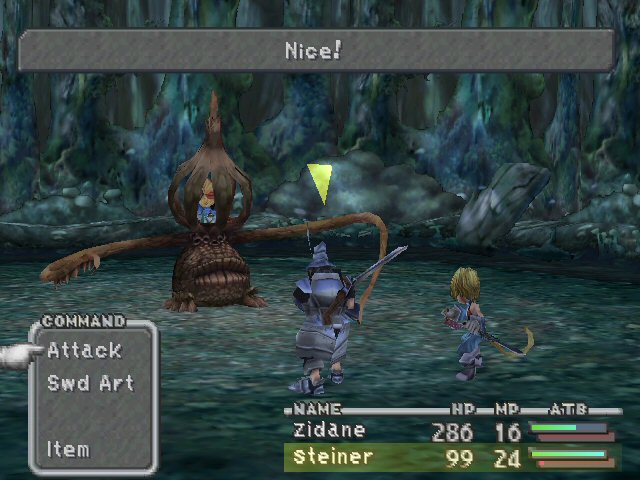 Nice!
COMMAND
Attack
Swd Art
Item
NAME HP MP ATB
Zidane 286 16
Steiner 99 24